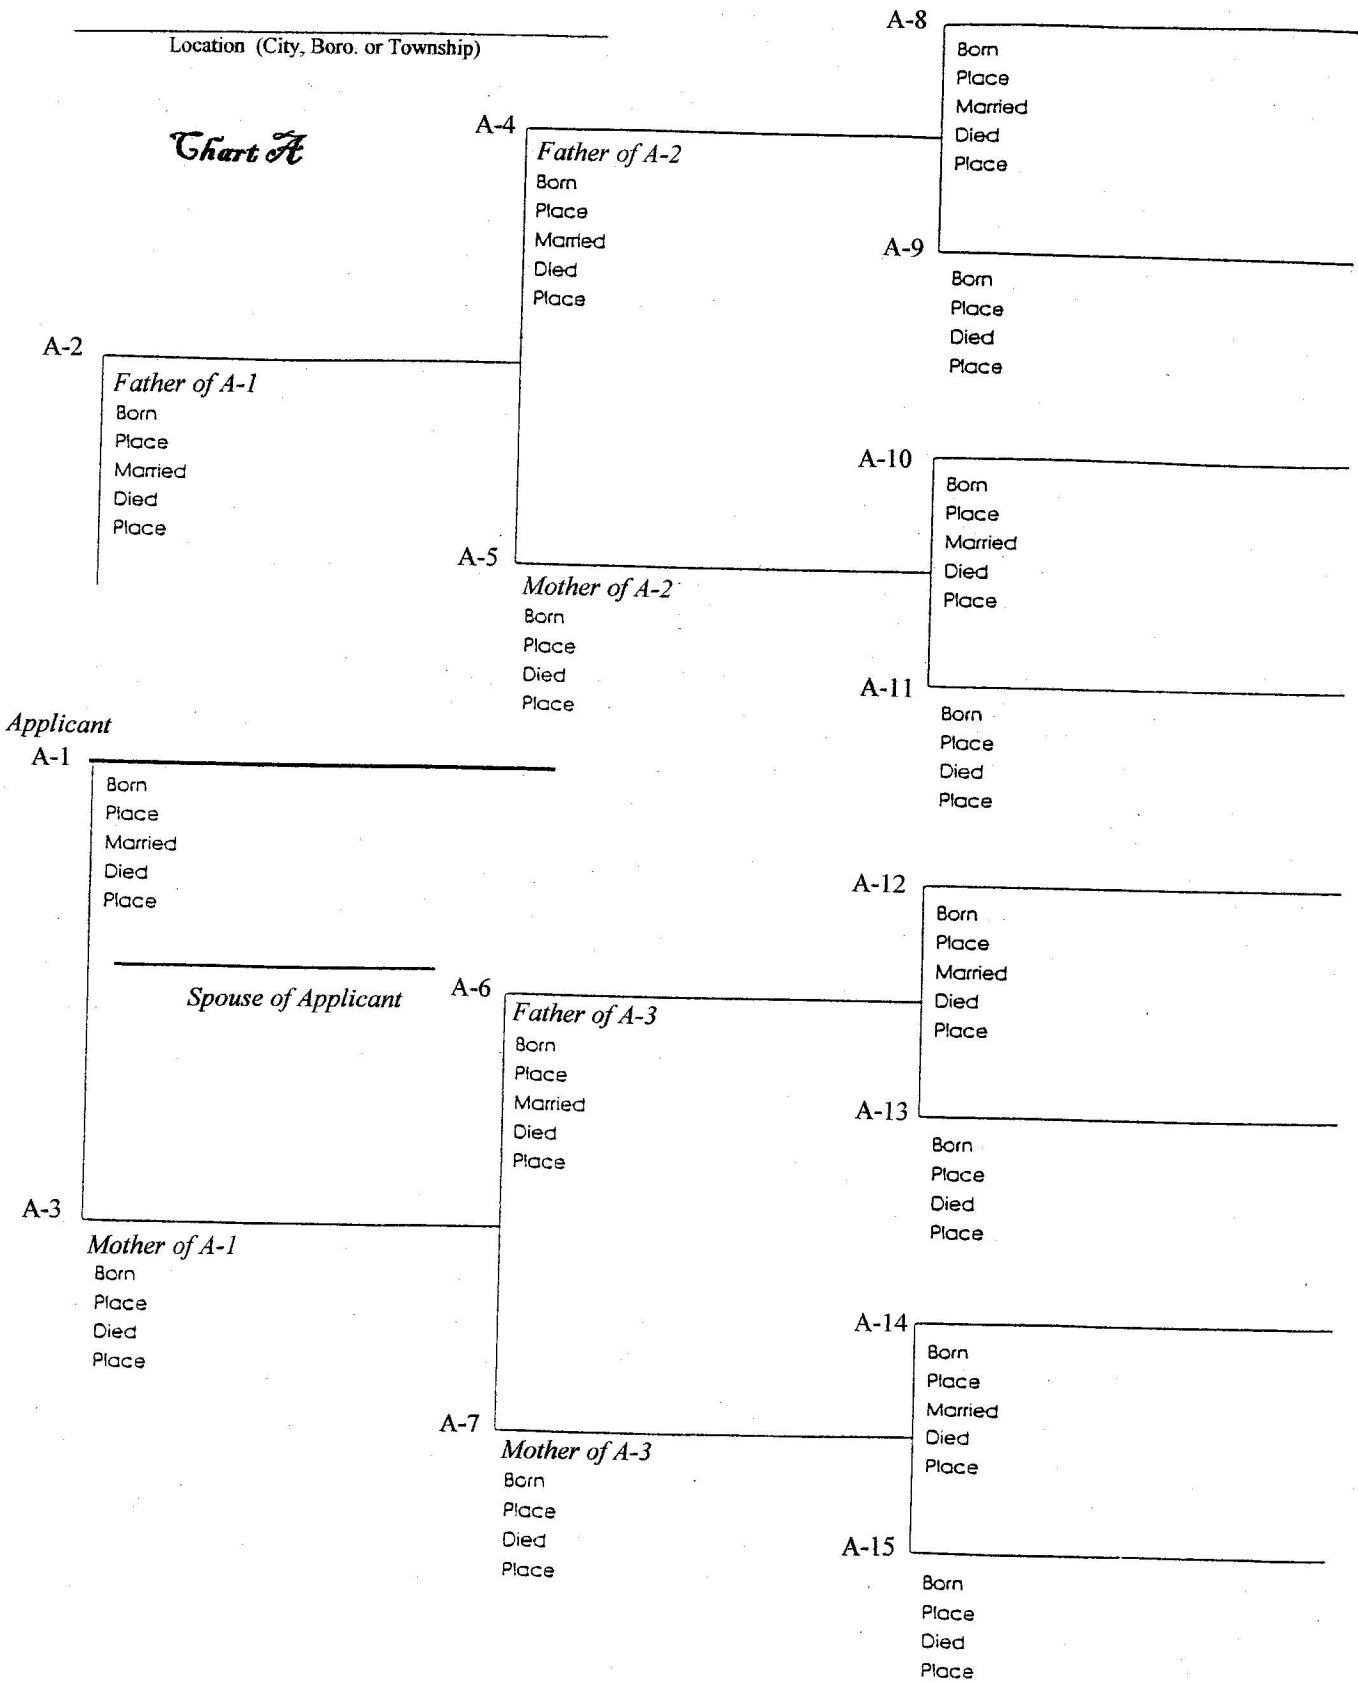 Location (City, Boro. or Township)
Chart A
A-8
Born
Place
Married
Died
Place
A-4
Father of A-2
Born
Place
Married
Died
Place
A-9
Born
Place
Died
Place
A-2
Father of A-1
Born
Place
Married
Died
Place
A-10
Born
Place
Married
Died
Place
A-5
Mother of A-2
Born
Place
Died
Place
A-11
Born
Place
Died
Place
Applicant
A-1
Born
Place
Married
Died
Place
Spouse of Applicant
A-12
Born
Place
Married
Died
Place
A-6
Father of A-3
Born
Place
Married
Died
Place
A-13
Born
Place
Died
Place
A-3
Mother of A-1
Born
Place
Died
Place
A-14
Born
Place
Married
Died
Place
A-7
Mother of A-3
Born
Place
Died
Place
A-15
Born
Place
Died
Place